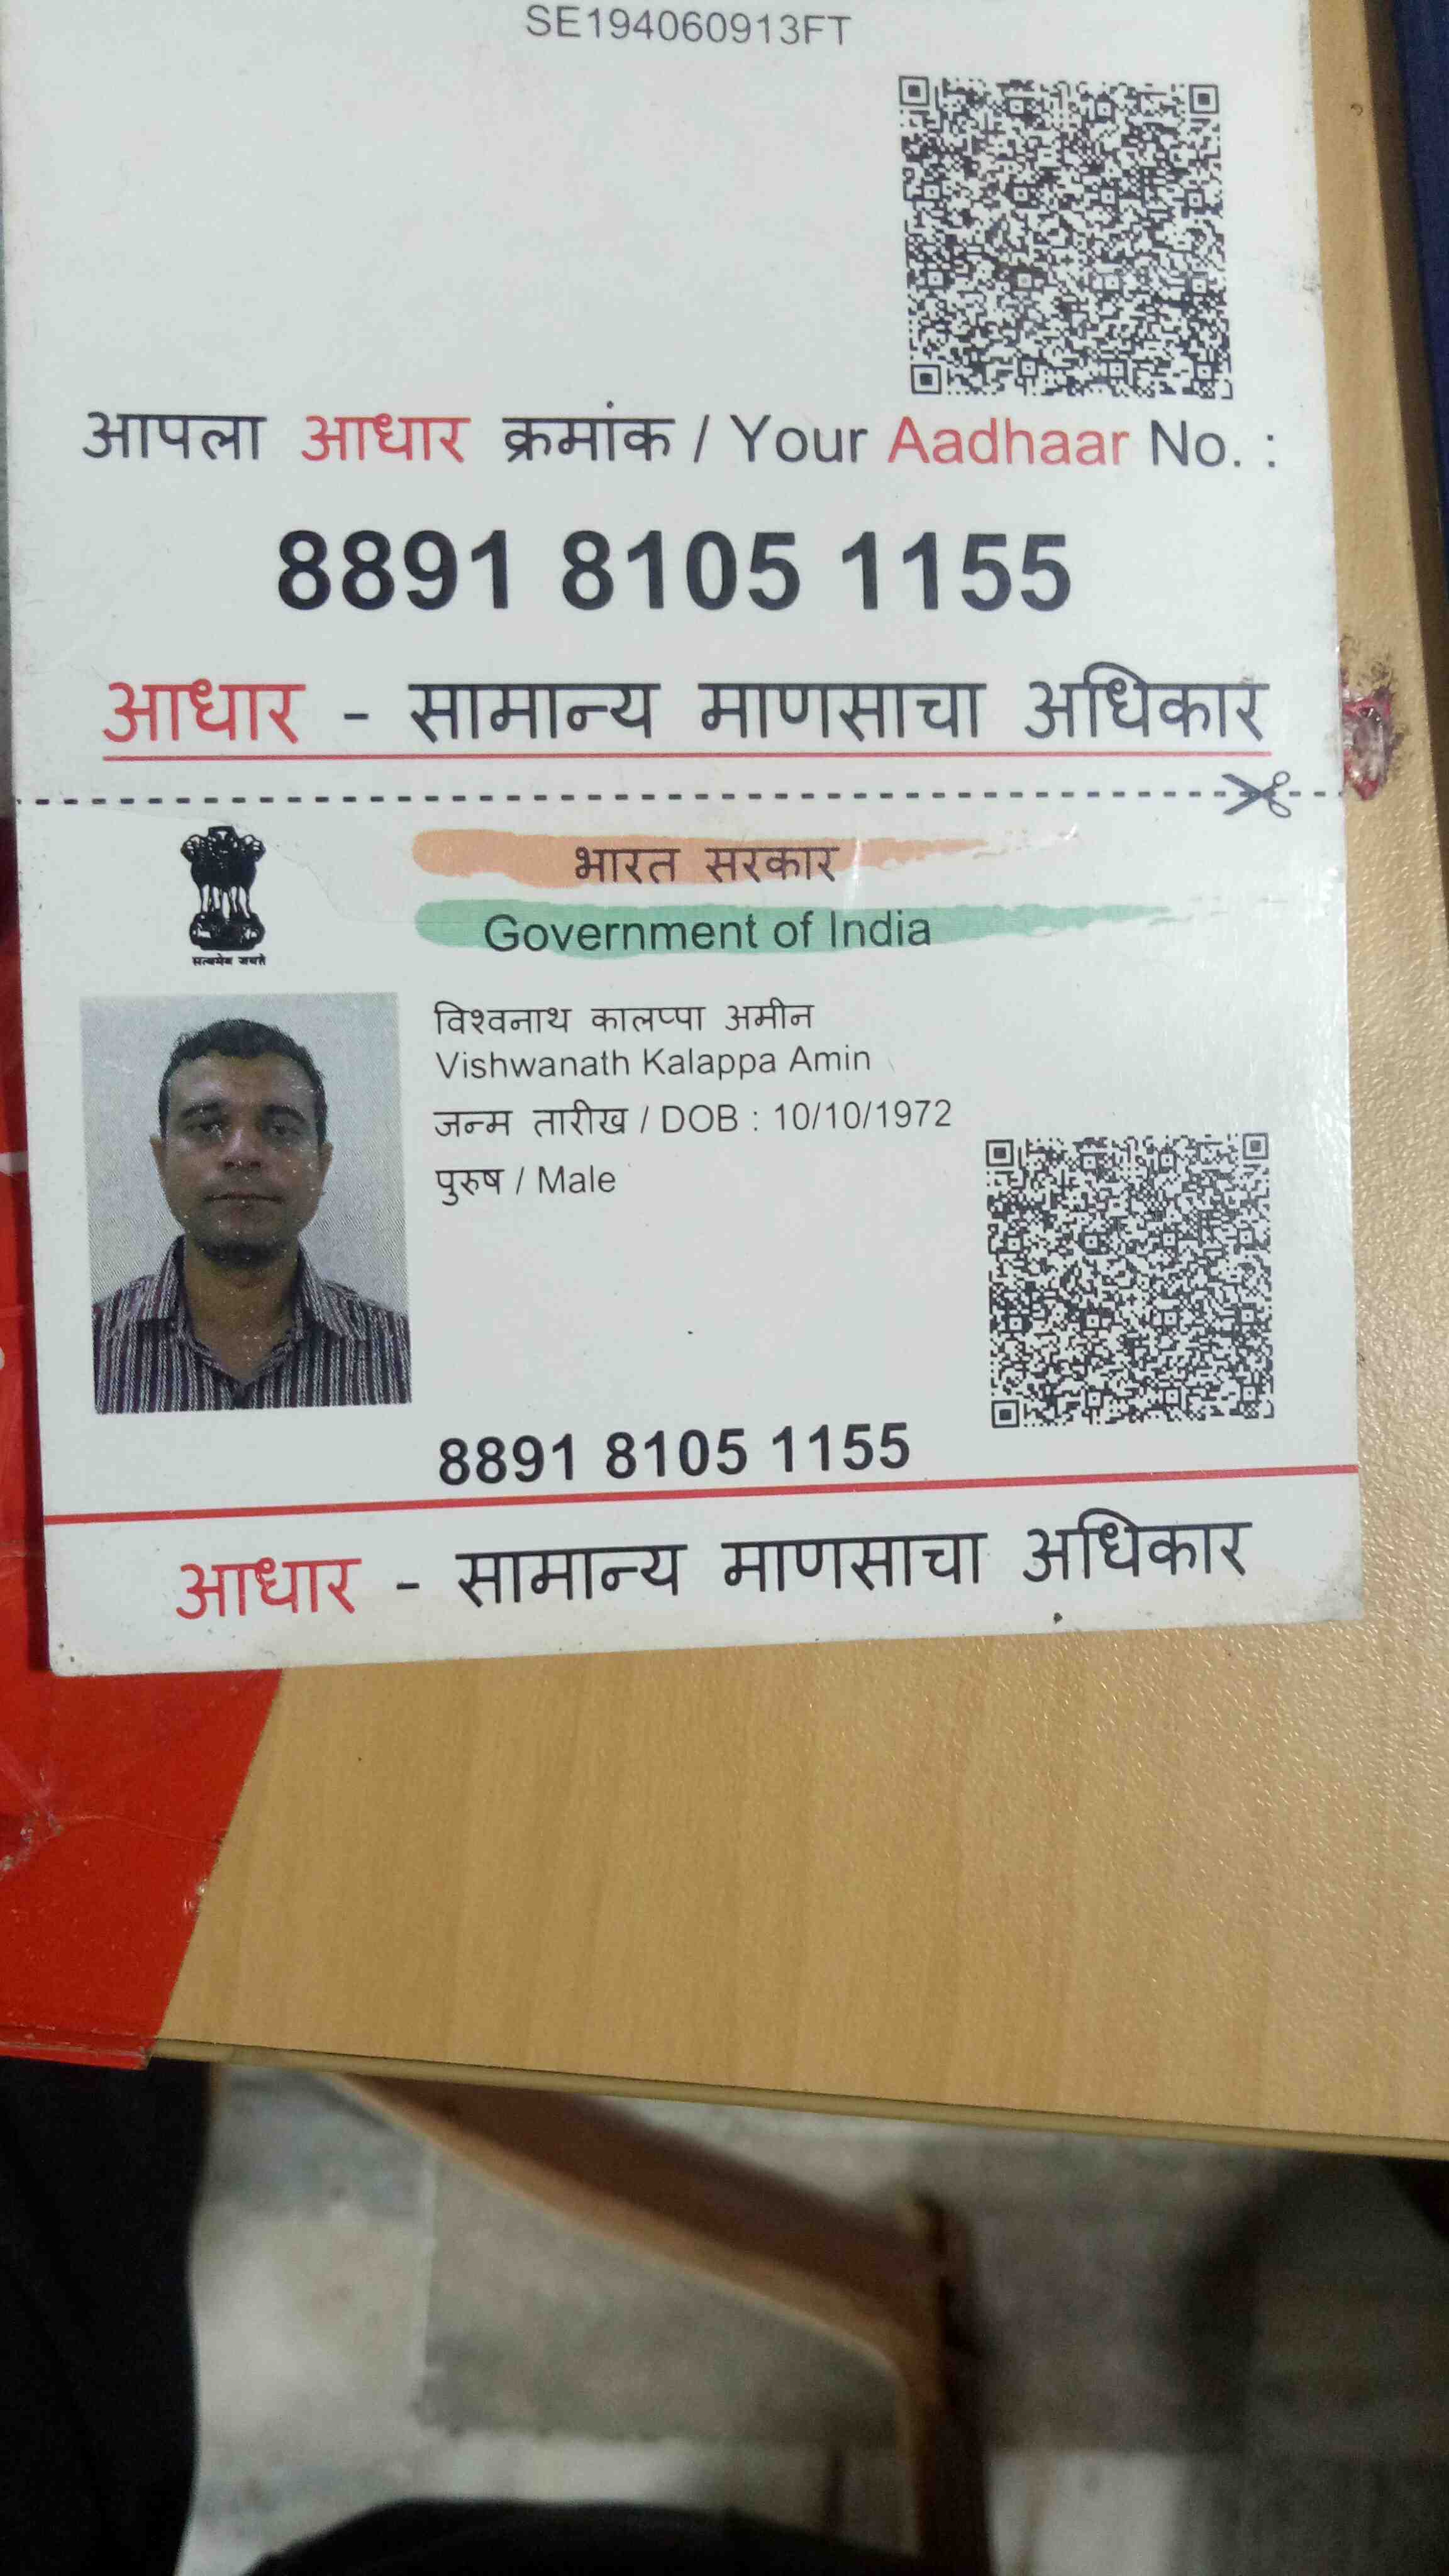 SE194060913FT
आपला आधार क्रमांक / Your Aadhaar No. :
8891 8105 1155
आधार - सामान्य माणसाचा अधिकार
भारत सरकार
Government of India
सत्यमेव जयते
विश्वनाथ कालप्पा अमीन
Vishwanath Kalappa Amin
जन्म तारीख / DOB : 10/10/1972
पुरुष / Male
8891 8105 1155
आधार - सामान्य माणसाचा अधिकार